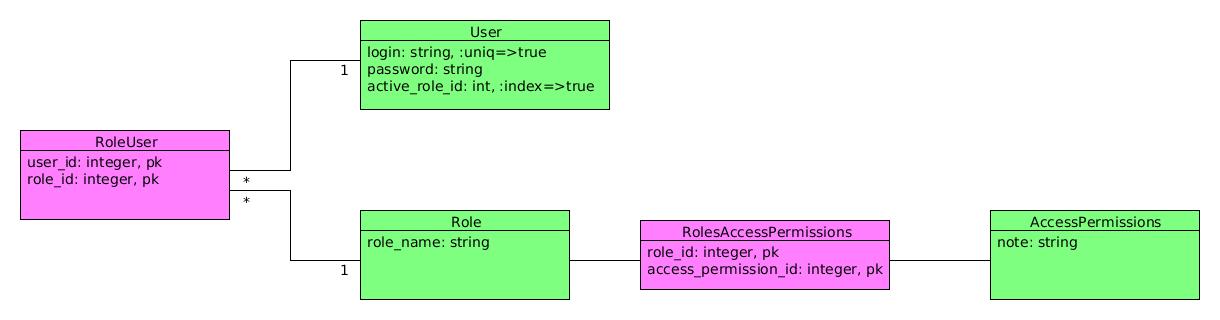 User
login: string, :uniq=>true
password: string
active_role_id: int, :index=>true
1
RoleUser
user_id: integer, pk
role_id: integer, pk
*
*
Role
role_name: string
1
RolesAccessPermissions
role_id: integer, pk
access_permission_id: integer, pk
AccessPermissions
note: string